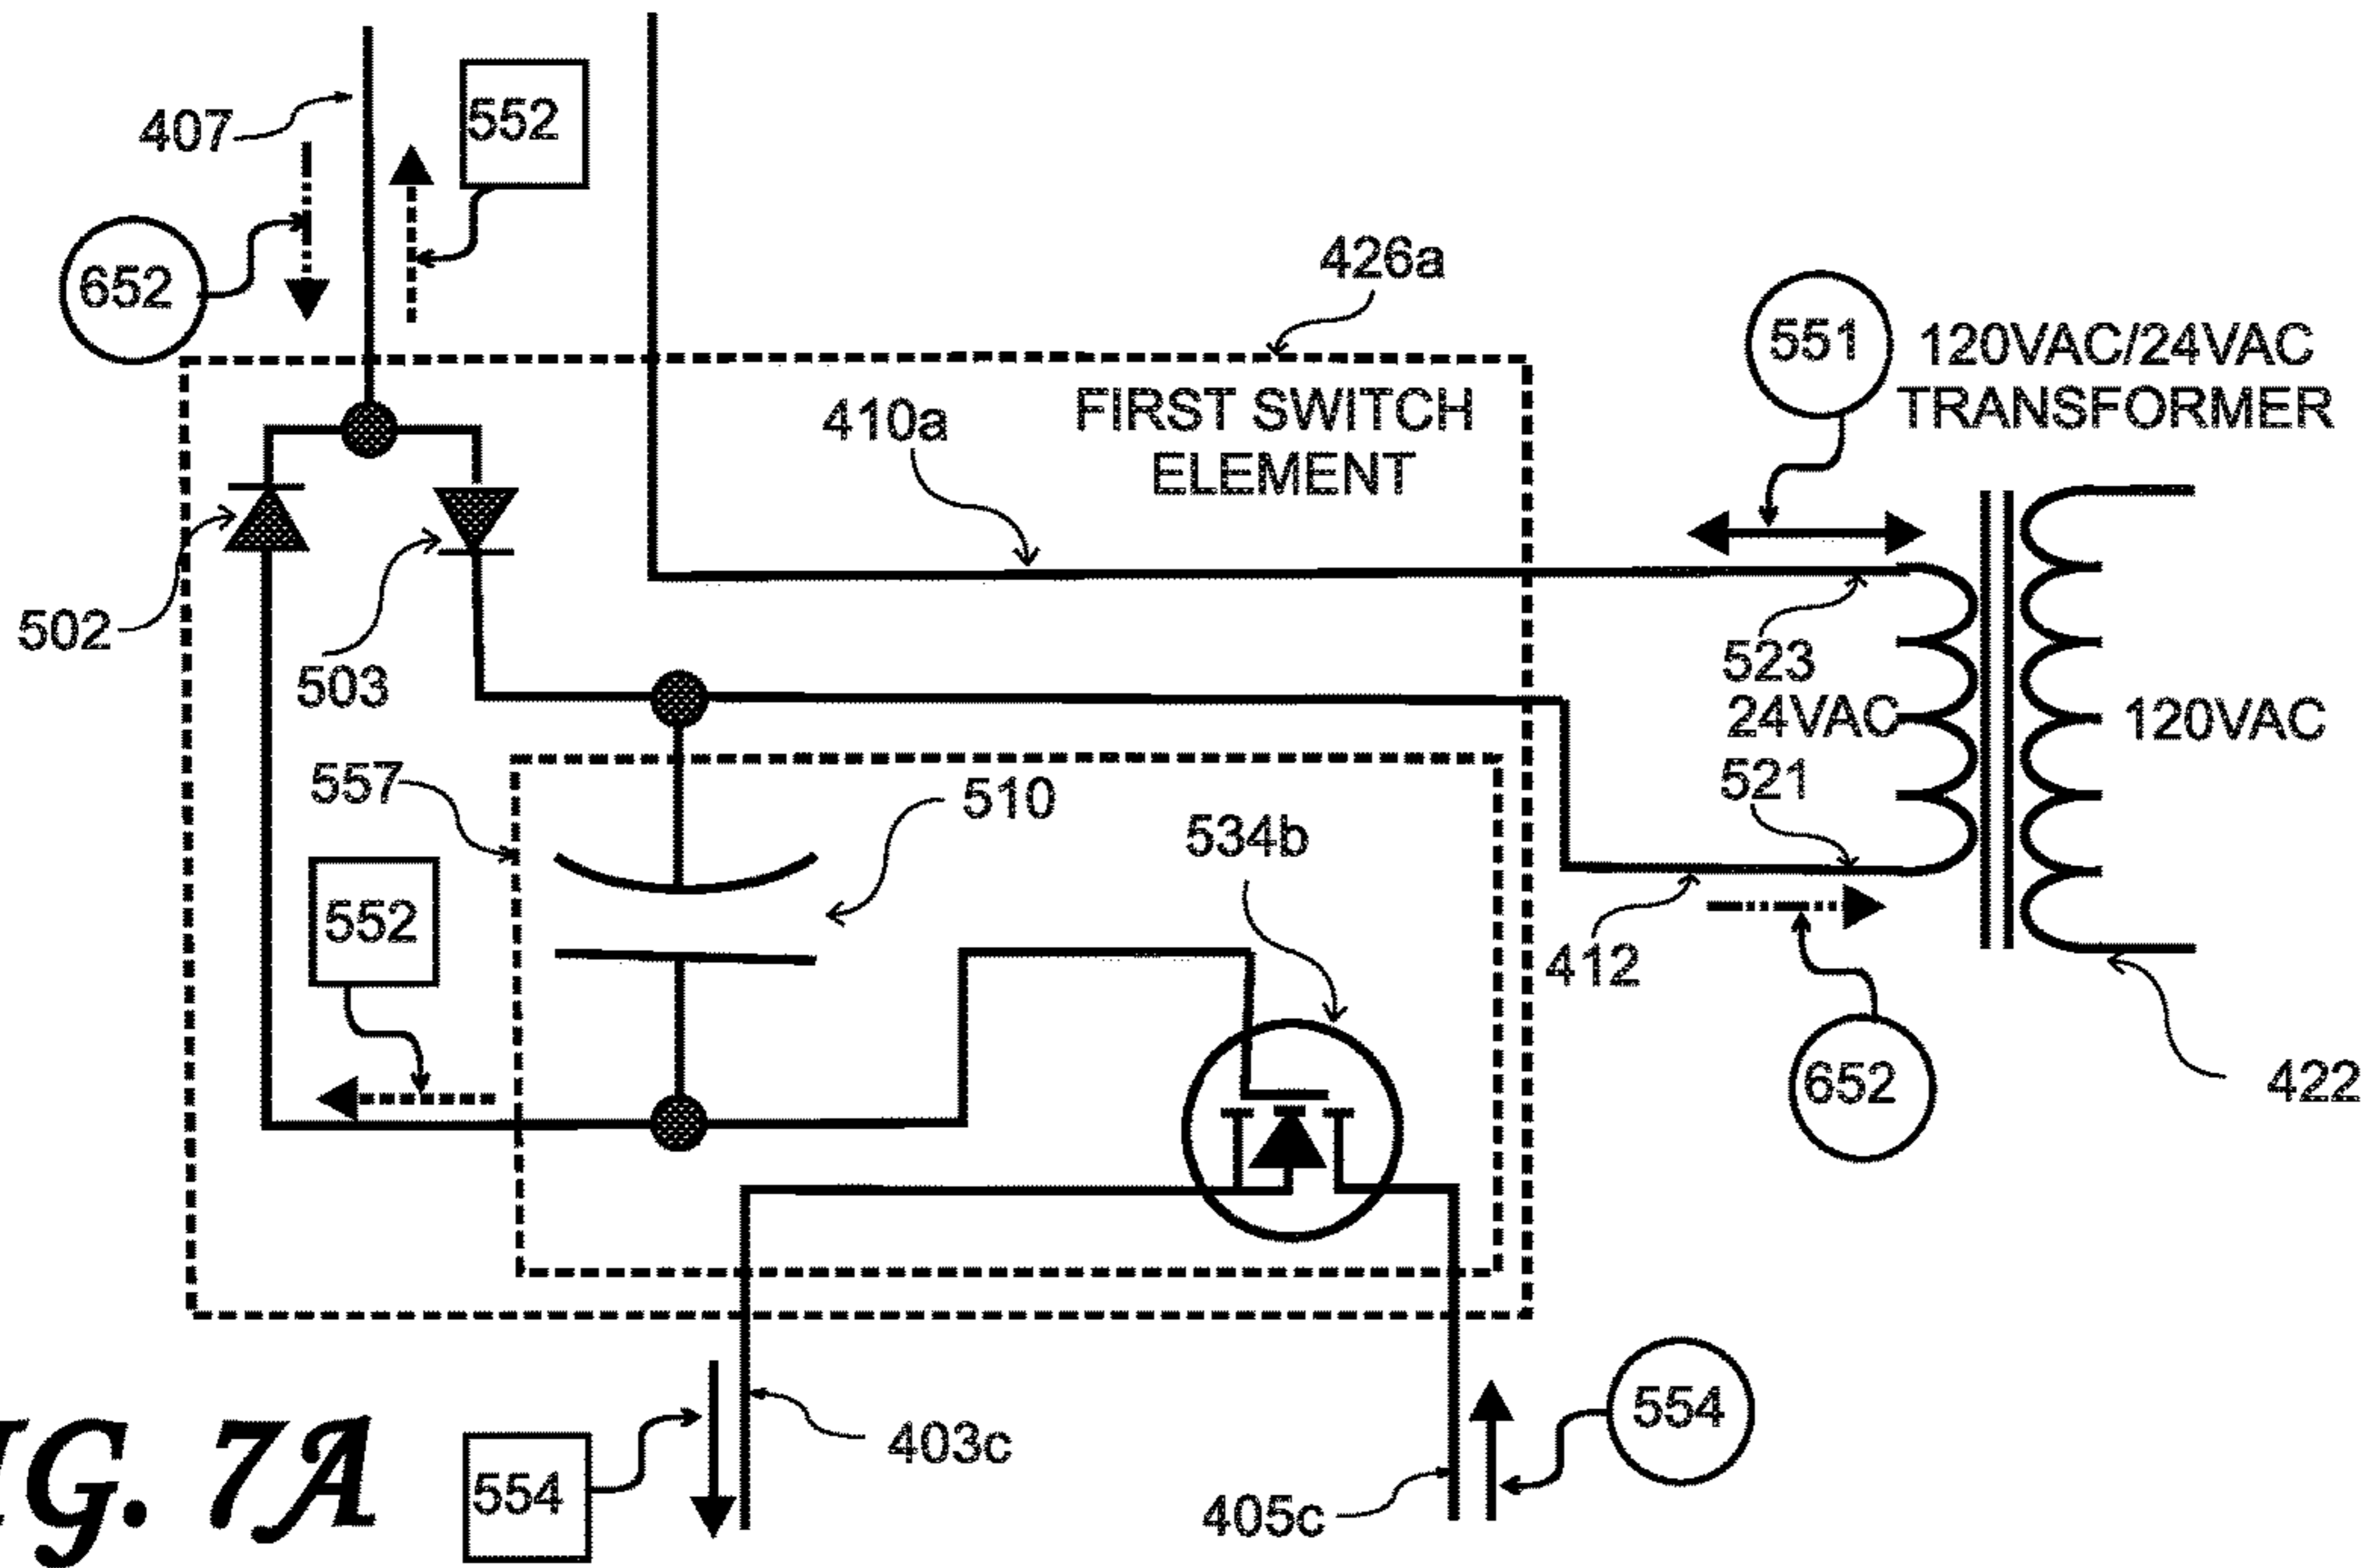 407
552
652
426a
551
120VAC/24VAC
TRANSFORMER
FIRST SWITCH
ELEMENT
410a
502
503
523
24VAC
120VAC
521
557
510
534b
552
412
652
422
403c
554
554
405c
IG. 7A